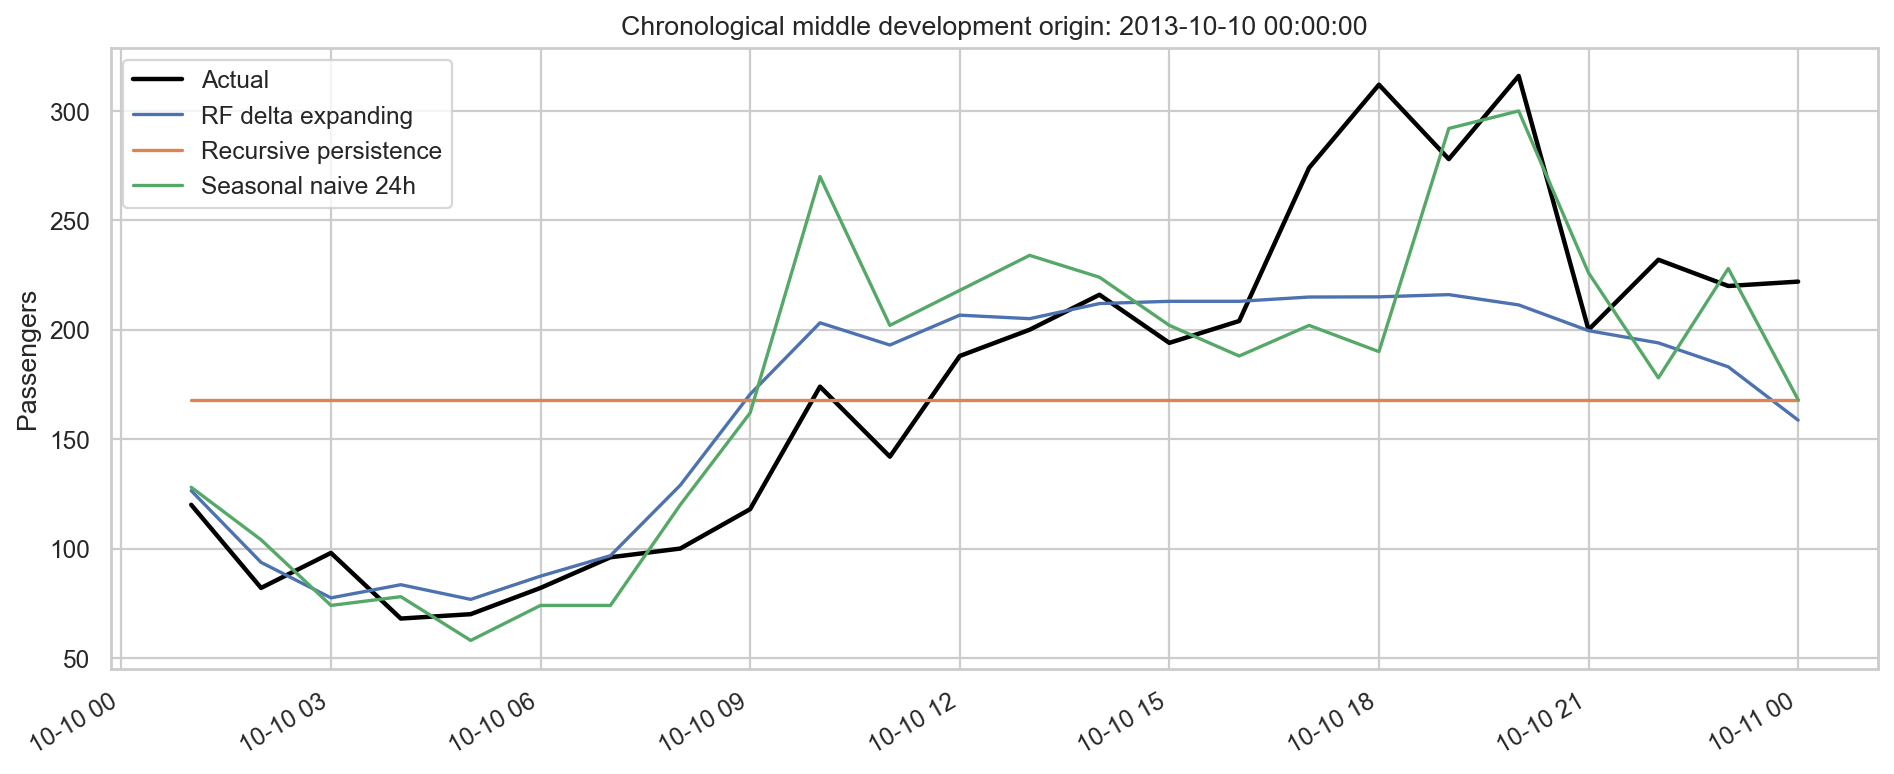 Chronological middle development origin: 2013-10-10 00:00:00
Actual
RF delta expanding
Recursive persistence
Seasonal naive 24h
Passengers
300
250
200
150
100
50
10-10 00
10-10 03
10-10 06
10-10 09
10-10 12
10-10 15
10-10 18
10-10 21
10-11 00